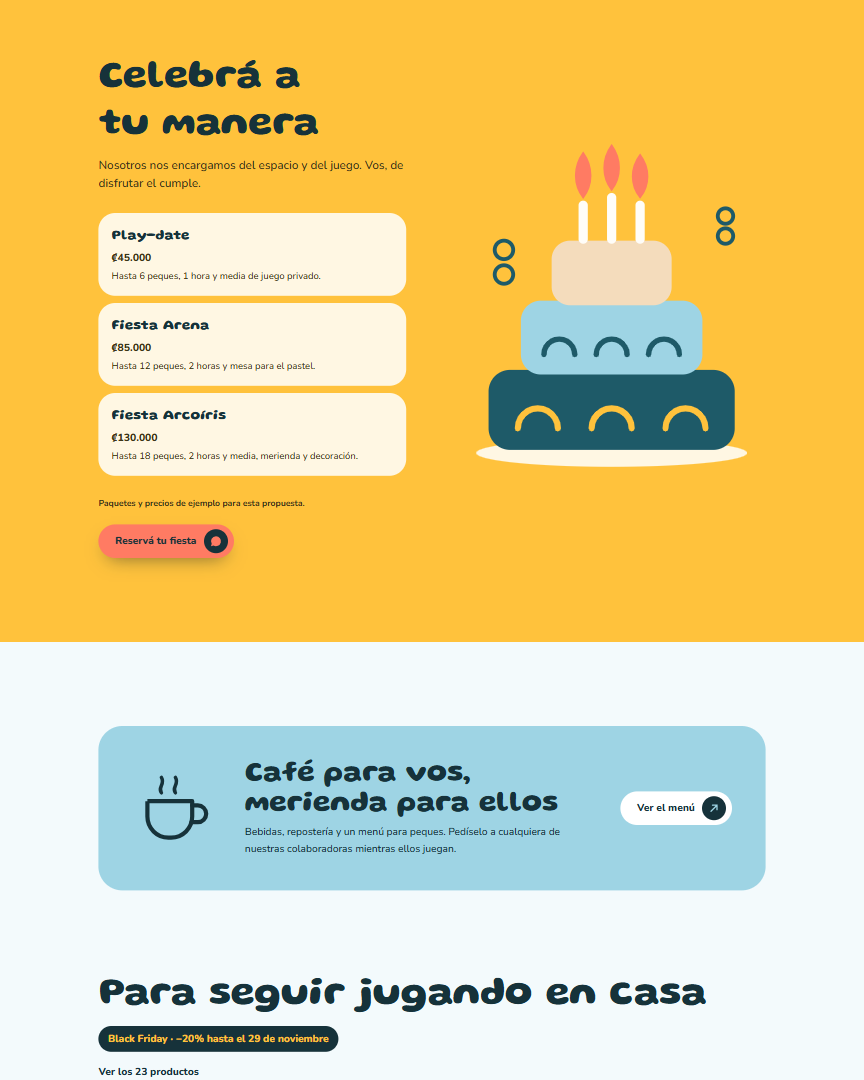 Celebrá a
tu manera
Nosotros nos encargamos del espacio y del juego. Vos, de
disfrutar el cumple.
Play-date
₡45.000
Hasta 6 peques, 1 hora y media de juego privado.
Fiesta Arena
₡85.000
Hasta 12 peques, 2 horas y mesa para el pastel.
Fiesta Arcoíris
₡130.000
Hasta 18 peques, 2 horas y media, merienda y decoración.
Paquetes y precios de ejemplo para esta propuesta.
Reservá tu fiesta
Café para vos,
merienda para ellos
Bebidas, repostería y un menú para peques. Pedíselo a cualquiera de
nuestras colaboradoras mientras ellos juegan.
Ver el menú
Para seguir jugando en casa
Black Friday · −20% hasta el 29 de noviembre
Ver los 23 productos